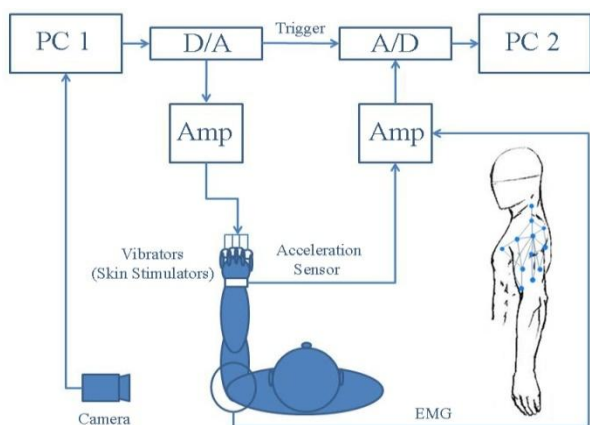 PC 1
D/A
Trigger
A/D
PC 2
Amp
Amp
Vibrators
(Skin Stimulators)
Acceleration
Sensor
Camera
EMG